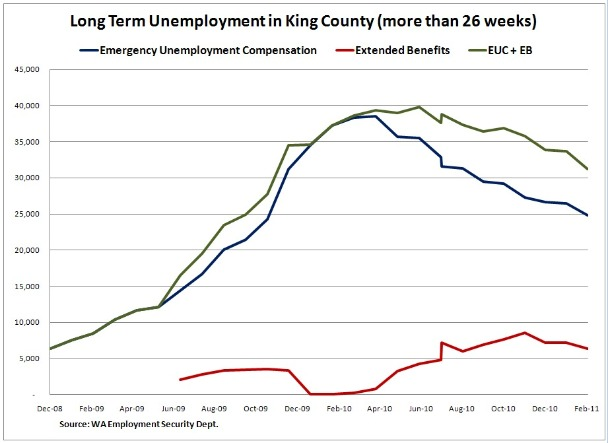 Long Term Unemployment in King County (more than 26 weeks)
Emergency Unemployment Compensation Extended Benefits EUC + EB
45,000
40,000
35,000
30,000
25,000
20,000
15,000
10,000
5,000
-
Dec-08 Feb-09 Apr-09 Jun-09 Aug-09 Oct-09 Dec-09 Feb-10 Apr-10 Jun-10 Aug-10 Oct-10 Dec-10 Feb-11
Source: WA Employment Security Dept.